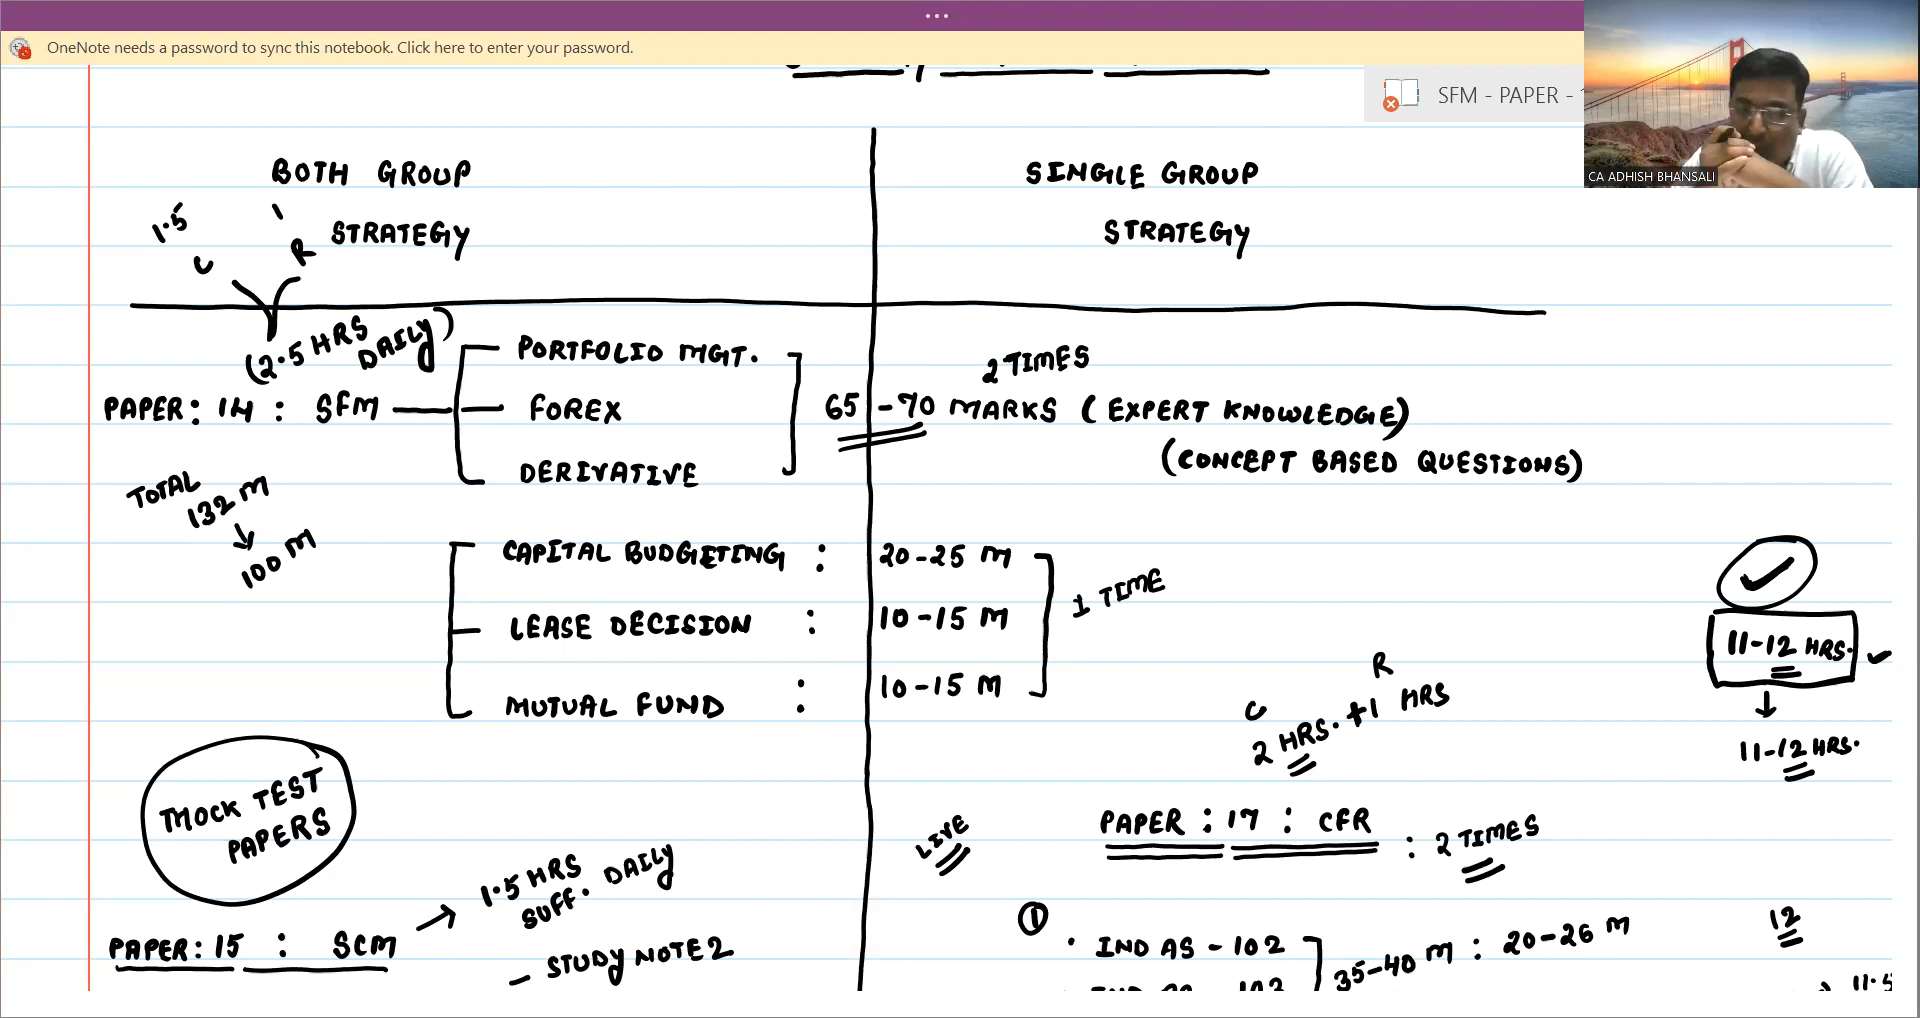 OneNote needs a password to sync this notebook. Click here to enter your password.
SFM - PAPER -
CA ADHISH BHANSALI
BOTH GROUP
STRATEGY
1.5
C
1
R
SINGLE GROUP
STRATEGY
(2.5 HRS
DAILY)
PAPER: 14 : SFM
PORTFOLIO MGT.
FOREX
DERIVATIVE
2 TIMES
65-70 MARKS (EXPERT KNOWLEDGE)
(CONCEPT BASED QUESTIONS)
TOTAL
132 M
↓
100 M
CAPITAL BUDGETING : 20-25 M
LEASE DECISION : 10-15 M
MUTUAL FUND : 10-15 M
1 TIME
✓
11-12 HRS. ✓
↓
11-12 HRS.
C R
2 HRS. +1 HRS
MOCK TEST
PAPERS
LIVE
PAPER : 17 : CFR : 2 TIMES
PAPER: 15 : SCM → 1.5 HRS
SUFF. DAILY
- STUDY NOTE 2
① • IND AS - 102
35-40 M : 20-26 M
12